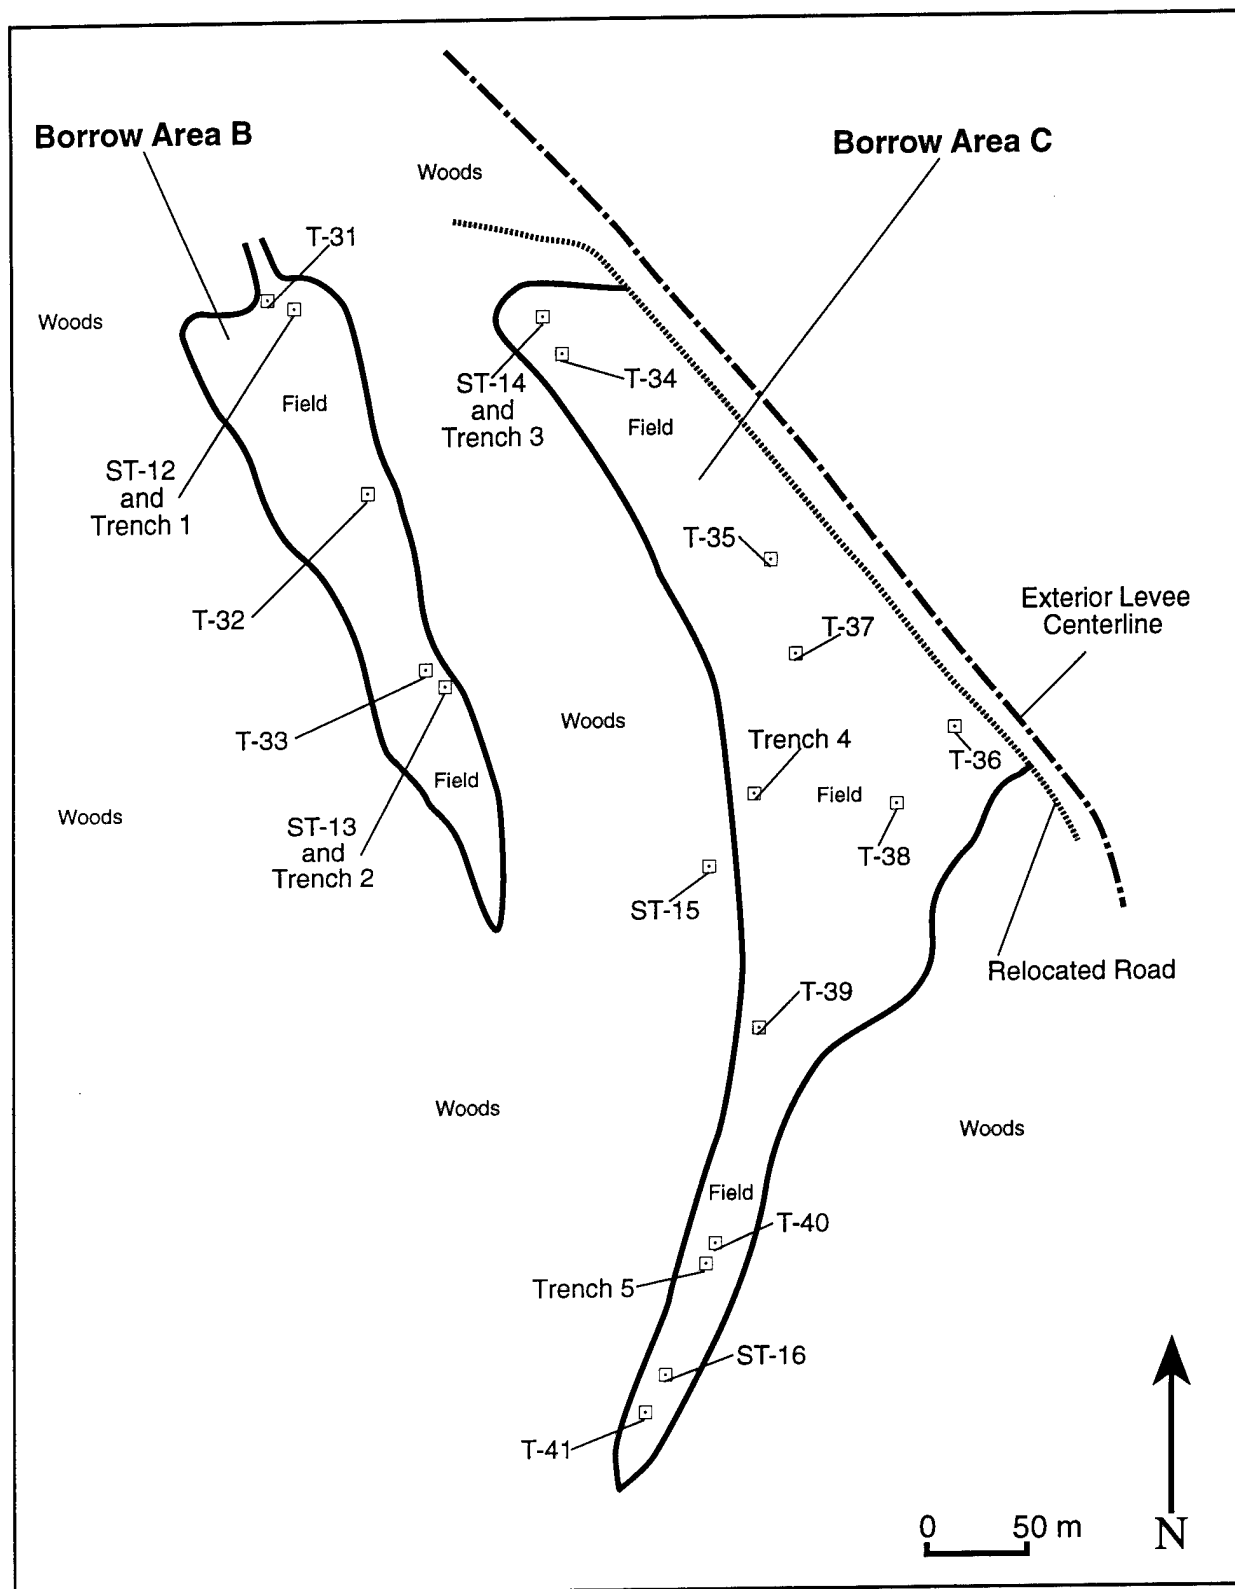 Borrow Area B
Borrow Area C
Woods
T-31
Woods
ST-14
and
Trench 3
T-34
Field
Field
ST-12
and
Trench 1
T-35
T-32
T-37
Exterior Levee
Centerline
Woods
T-33
Trench 4
T-36
Field
Field
Woods
ST-13
and
Trench 2
T-38
ST-15
Relocated Road
T-39
Woods
Woods
Field
T-40
Trench 5
ST-16
T-41
0 50 m
N